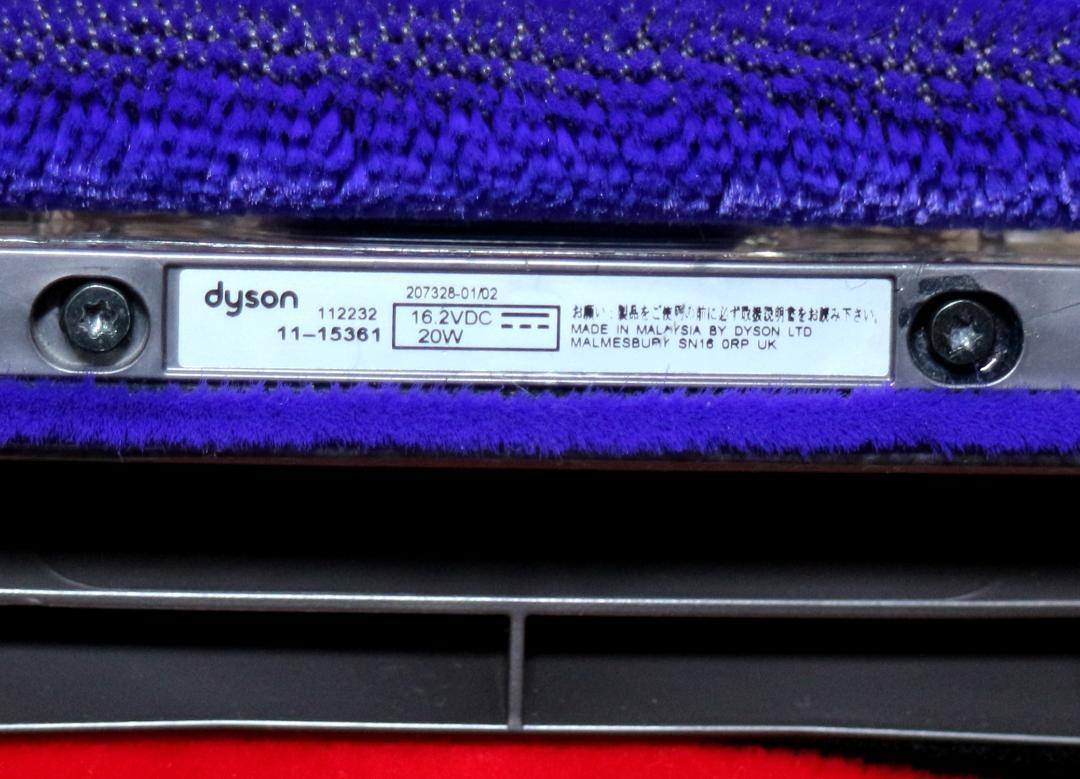 dyson
112232
11-15361
207328-01/02
16.2VDC
20W
お願い：製品をご使用の前に必ず取扱説明書をお読み下さい。
MADE IN MALAYSIA BY DYSON LTD
MALMESBURY SN16 0RP UK